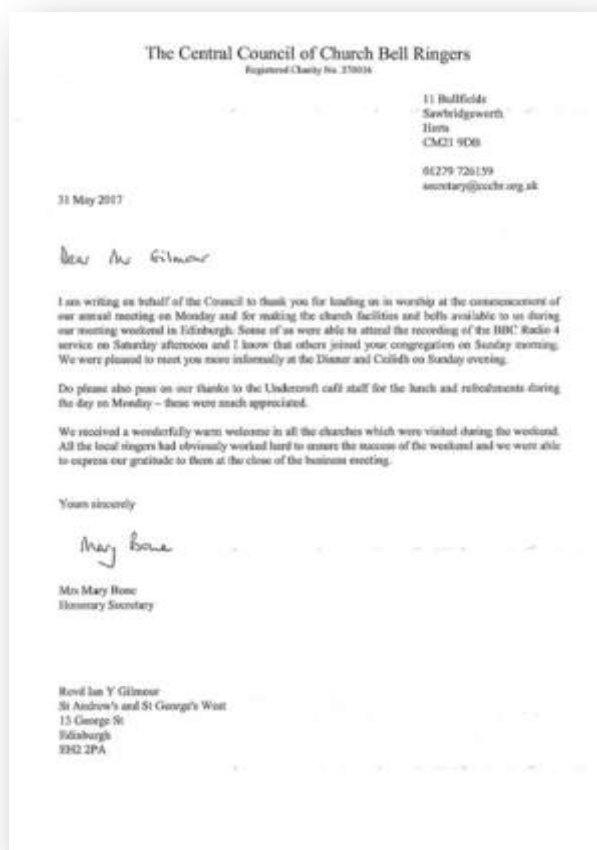 The Central Council of Church Bell Ringers
Registered Charity No. 270036
11 Bullfields
Sawbridgeworth
Herts
CM21 9DB
01279 726159
secretary@cccbr.org.uk
31 May 2017
Dear Mr Gilmour
I am writing on behalf of the Council to thank you for leading us in worship at the commencement of
our annual meeting on Monday and for making the church facilities and bells available to us during
our meeting weekend in Edinburgh. Some of us were able to attend the recording of the BBC Radio 4
service on Saturday afternoon and I know that others joined your congregation on Sunday morning.
We were pleased to meet you more informally at the Dinner and Ceilidh on Sunday evening.
Do please also pass on our thanks to the Undercroft café staff for the lunch and refreshments during
the day on Monday – these were much appreciated.
We received a wonderfully warm welcome in all the churches which were visited during the weekend.
All the local ringers had obviously worked hard to ensure the success of the weekend and we were able
to express our gratitude to them at the close of the business meeting.
Yours sincerely
Mary Bone
Mrs Mary Bone
Honorary Secretary
Revd Ian Y Gilmour
St Andrew's and St George's West
13 George St
Edinburgh
EH2 2PA